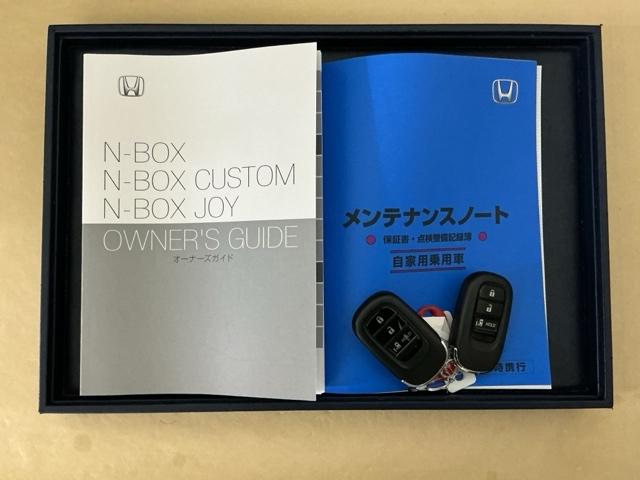 N-BOX
N-BOX CUSTOM
N-BOX JOY
OWNER'S GUIDE
オーナーズガイド
メンテナンスノート
保証書・点検整備記録簿
自家用乗用車
時携行
HOLD